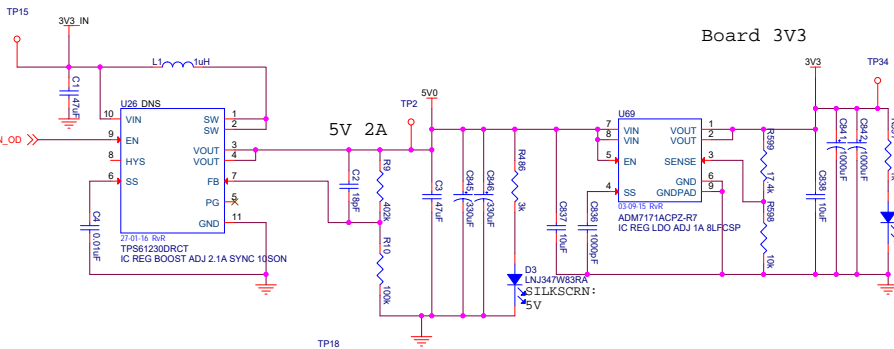 Board 3V3
TP15
3V3_IN
L1
1uH
C1
47uF
U26 DNS
10
VIN
SW
1
SW
2
N_OD
9
EN
VOUT
3
VOUT
4
8
HYS
6
SS
FB
7
PG
5
GND
11
C4
0.01uF
27-01-16 RvR
TPS61230DRCT
IC REG BOOST ADJ 2.1A SYNC 10SON
5V 2A
TP2
5V0
C2
18pF
R9
402k
R10
100k
C3
47uF
C845
330uF
C846
330uF
R486
3k
D3
LNJ347W83RA
SILKSCRN:
5V
TP18
C837
10uF
C836
1000pF
U69
7
VIN
8
VIN
5
EN
4
SS
VOUT
1
VOUT
2
SENSE
3
GND
6
GNDPAD
9
03-09-15 RvR
ADM7171ACPZ-R7
IC REG LDO ADJ 1A 8LFCSP
R599
17.4k
R598
10k
3V3
C838
10uF
C841
1000uF
C842
1000uF
TP34
1k